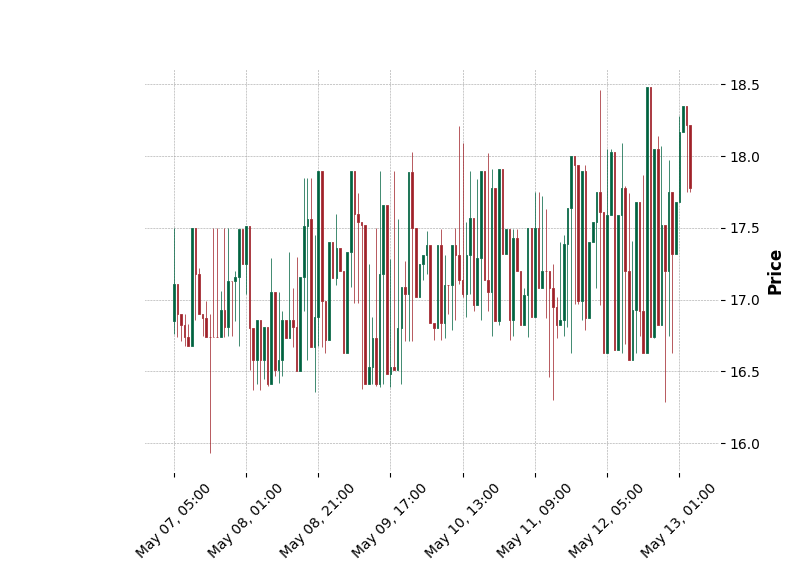 18.5
18.0
17.5
17.0
16.5
16.0
Price
May 07, 05:00
May 08, 01:00
May 08, 21:00
May 09, 17:00
May 10, 13:00
May 11, 09:00
May 12, 05:00
May 13, 01:00